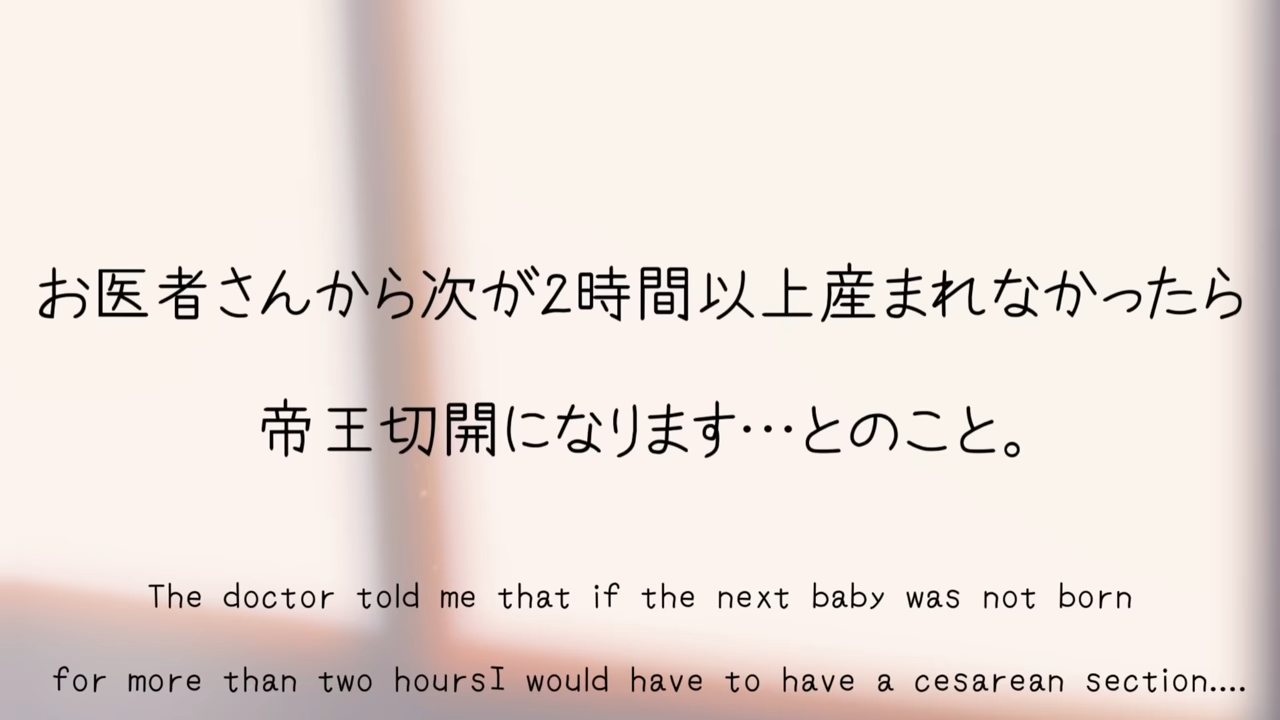 お医者さんから次が2時間以上産まれなかったら
帝王切開になります…とのこと。
The doctor told me that if the next baby was not born
for more than two hoursI would have to have a cesarean section....